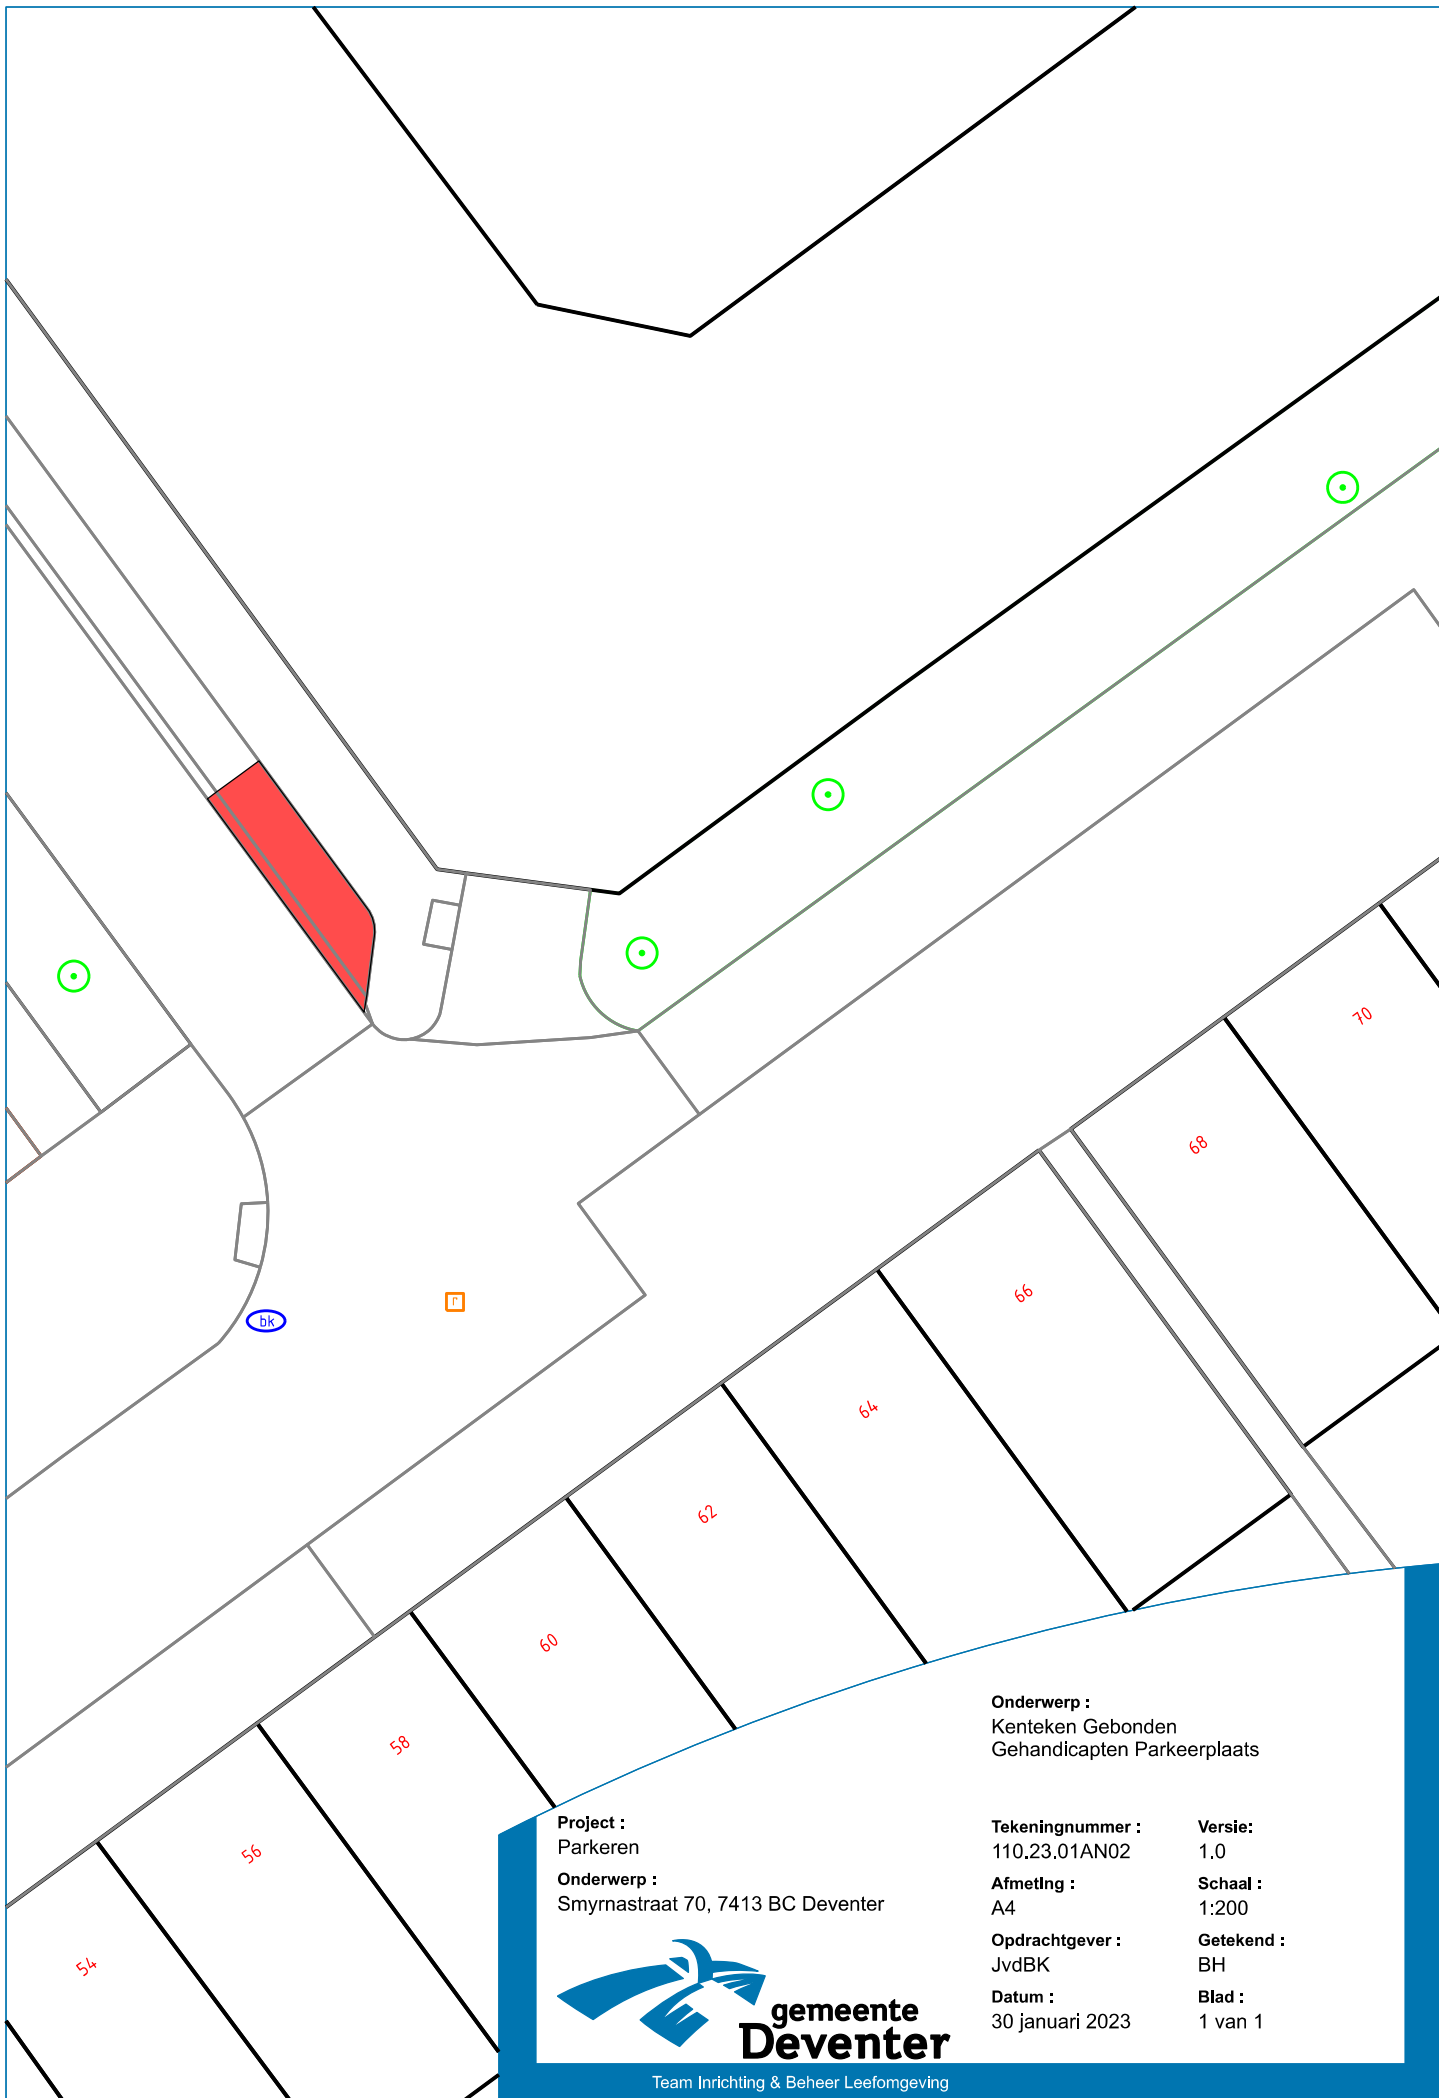 70
68
66
bk
r
64
62
60
58
56
54
Onderwerp :
Kenteken Gebonden
Gehandicapten Parkeerplaats
Project :
Parkeren
Onderwerp :
Smyrnastraat 70, 7413 BC Deventer
Tekeningnummer : Versie:
110.23.01AN02 1.0
Afmeting : Schaal :
A4 1:200
Opdrachtgever : Getekend :
JvdBK BH
Datum : Blad :
30 januari 2023 1 van 1
gemeente
Deventer
Team Inrichting & Beheer Leefomgeving